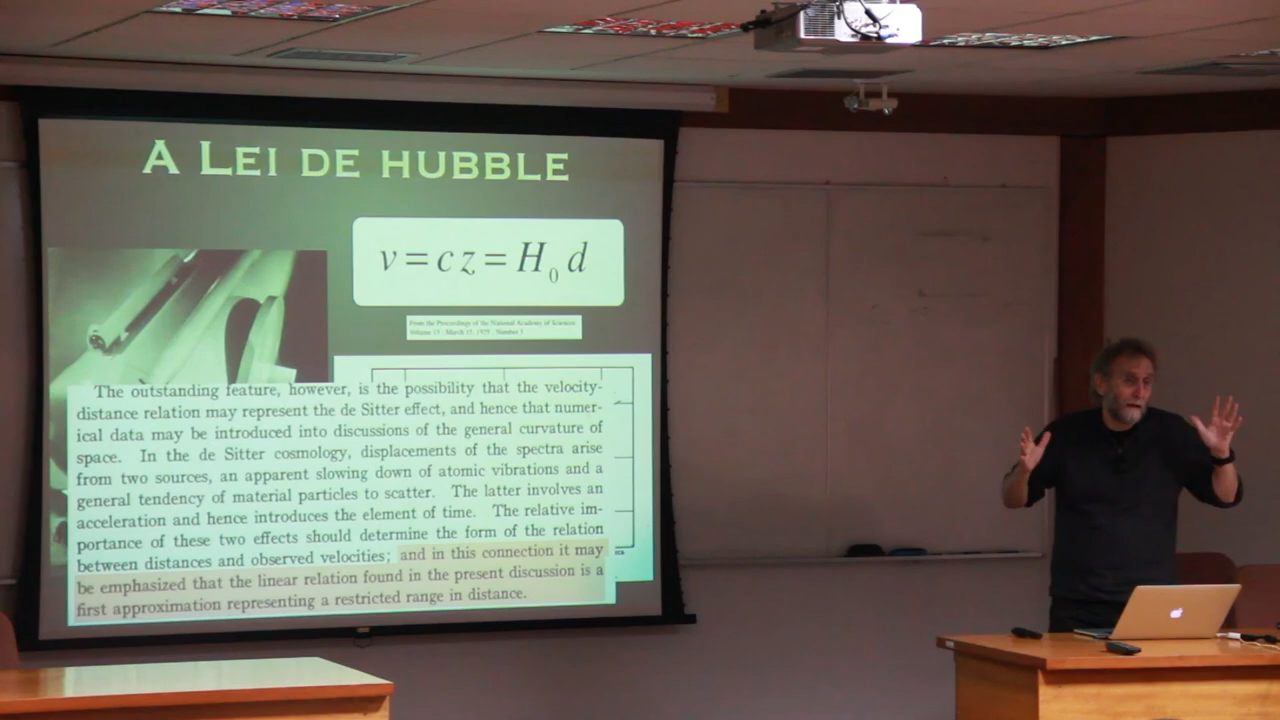 A LEI DE HUBBLE
v = c z = H₀ d
From the Proceedings of the National Academy of Sciences
Volume 15 : March 15, 1929 : Number 3
The outstanding feature, however, is the possibility that the velocity-
distance relation may represent the de Sitter effect, and hence that numer-
ical data may be introduced into discussions of the general curvature of
space. In the de Sitter cosmology, displacements of the spectra arise
from two sources, an apparent slowing down of atomic vibrations and a
general tendency of material particles to scatter. The latter involves an
acceleration and hence introduces the element of time. The relative im-
portance of these two effects should determine the form of the relation
between distances and observed velocities; and in this connection it may
be emphasized that the linear relation found in the present discussion is a
first approximation representing a restricted range in distance.